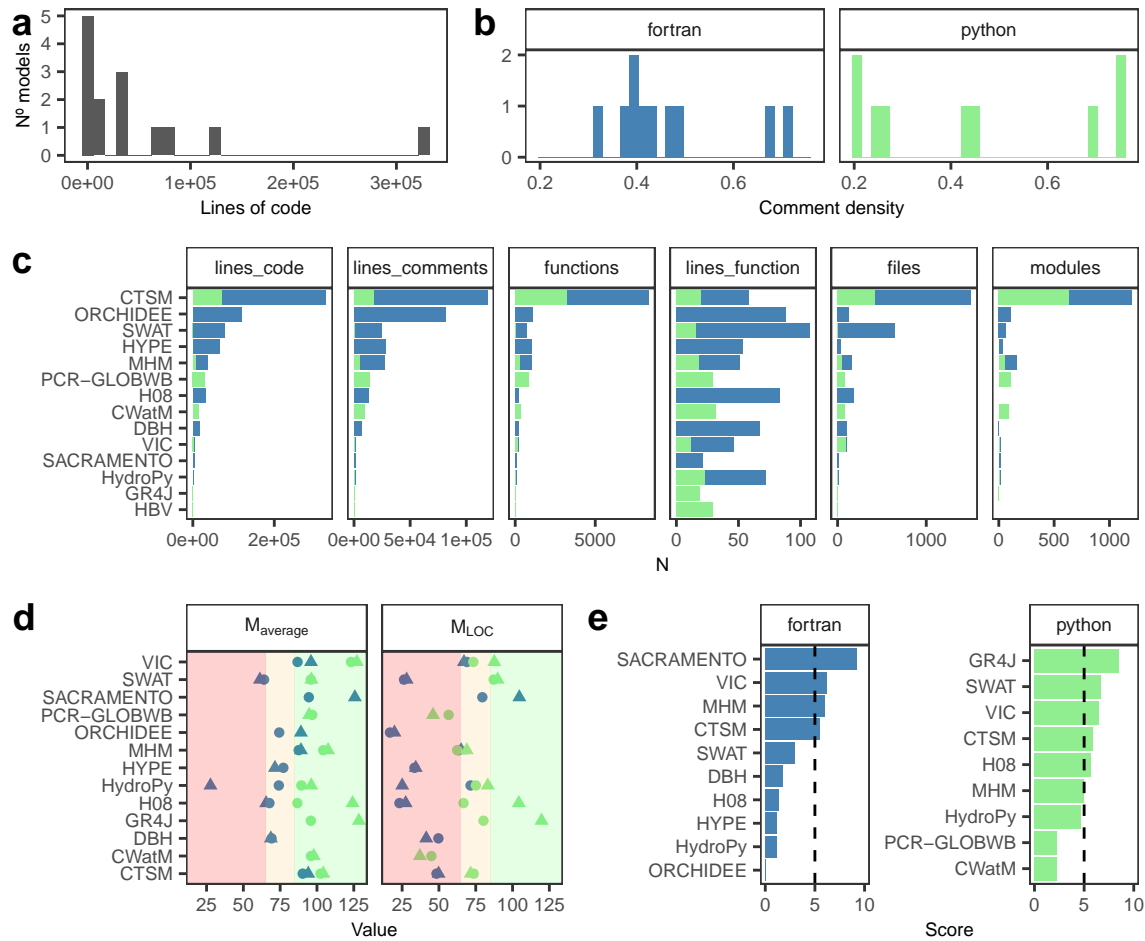 a
Nº models
5
4
3
2
1
0
0e+00 1e+05 2e+05 3e+05
Lines of code
b
fortran python
2
1
0
0.2 0.4 0.6 0.2 0.4 0.6
Comment density
c
lines_code lines_comments functions lines_function files modules
CTSM
ORCHIDEE
SWAT
HYPE
MHM
PCR−GLOBWB
H08
CWatM
DBH
VIC
SACRAMENTO
HydroPy
GR4J
HBV
0e+00 2e+05 0e+00 5e+04 1e+05 0 5000 0 50 100 0 1000 0 500 1000
N
d
Maverage MLOC
VIC
SWAT
SACRAMENTO
PCR−GLOBWB
ORCHIDEE
MHM
HYPE
HydroPy
H08
GR4J
DBH
CWatM
CTSM
25 50 75 100 125 25 50 75 100 125
Value
e
fortran
SACRAMENTO
VIC
MHM
CTSM
SWAT
DBH
H08
HYPE
HydroPy
ORCHIDEE
0 5 10
python
GR4J
SWAT
VIC
CTSM
H08
MHM
HydroPy
PCR−GLOBWB
CWatM
0 5 10
Score